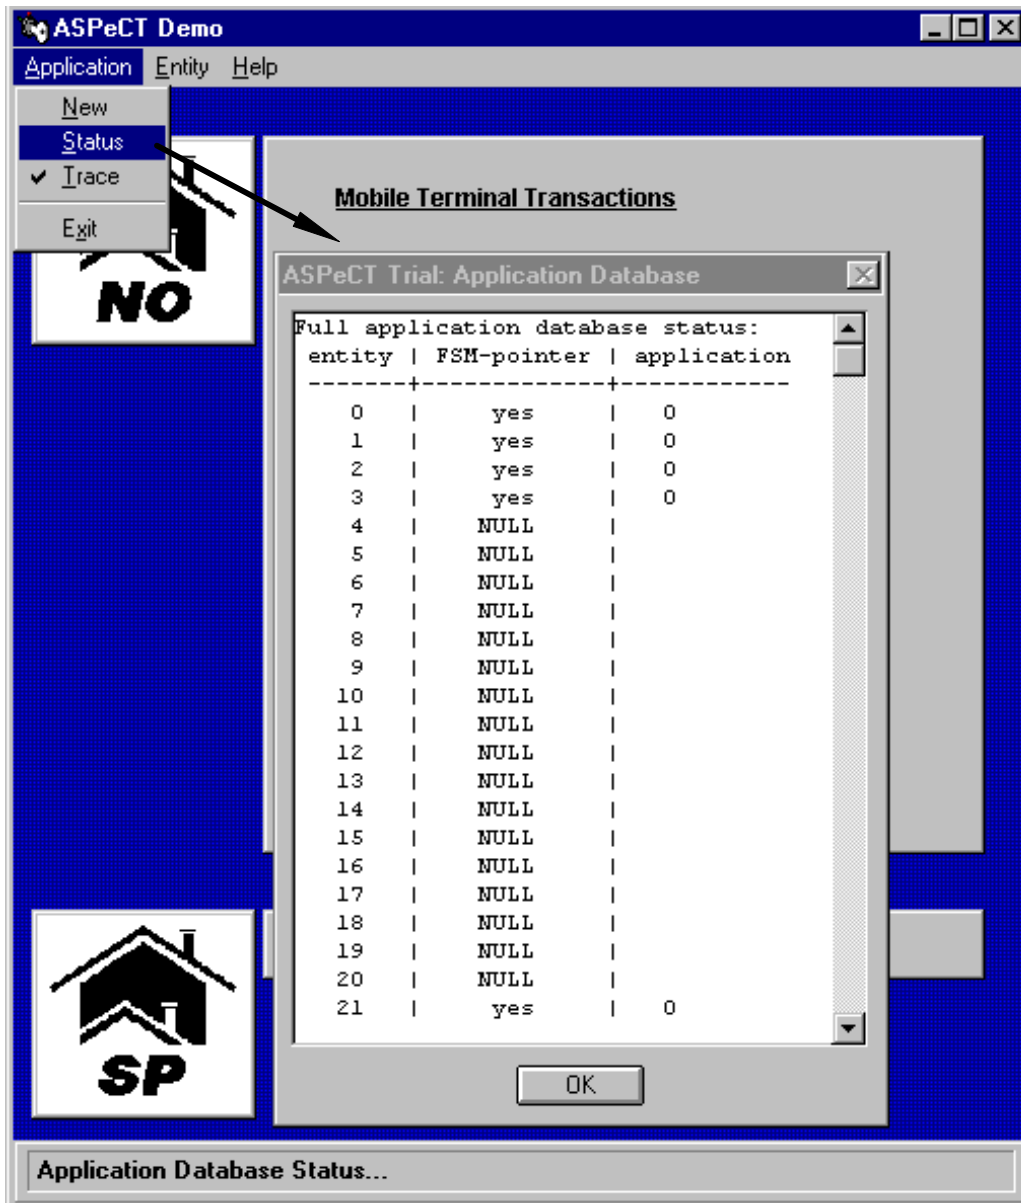 ASPeCT Demo
Application Entity Help
New
Status
Trace
Exit
NO
Mobile Terminal Transactions
ASPeCT Trial: Application Database
Full application database status:
entity | FSM-pointer | application
-------+-------------+------------
0 | yes | 0
1 | yes | 0
2 | yes | 0
3 | yes | 0
4 | NULL |
5 | NULL |
6 | NULL |
7 | NULL |
8 | NULL |
9 | NULL |
10 | NULL |
11 | NULL |
12 | NULL |
13 | NULL |
14 | NULL |
15 | NULL |
16 | NULL |
17 | NULL |
18 | NULL |
19 | NULL |
20 | NULL |
21 | yes | 0
OK
SP
Application Database Status...